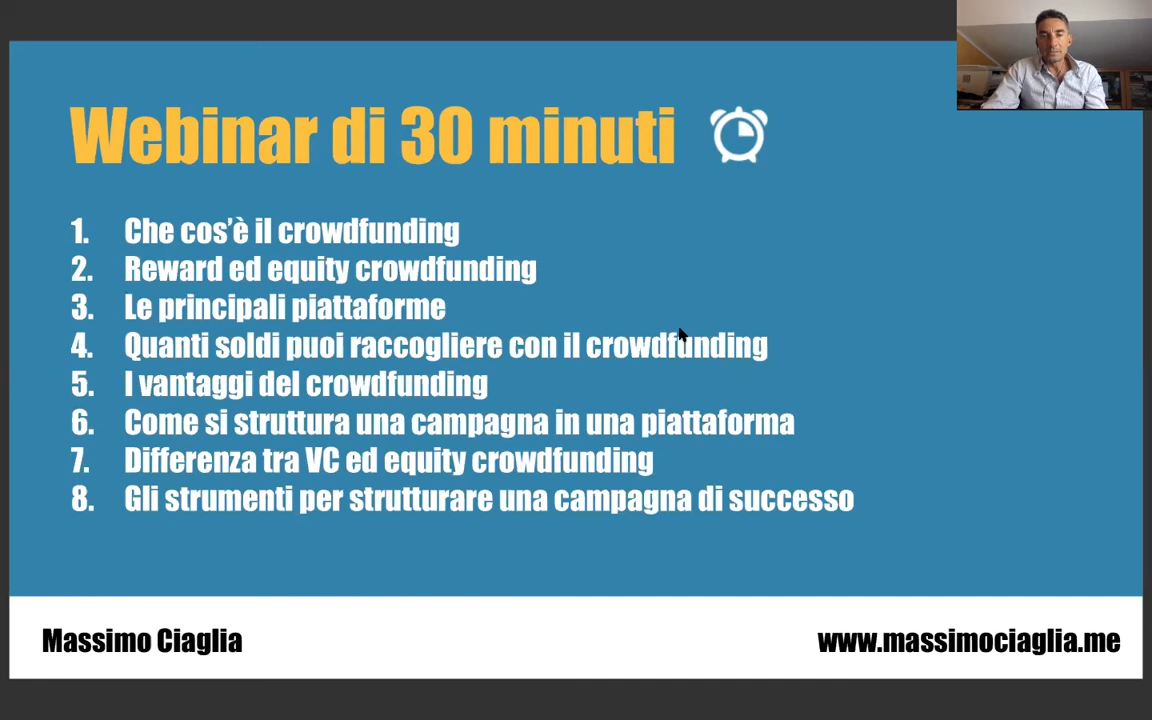 Webinar di 30 minuti
1. Che cos’è il crowdfunding
2. Reward ed equity crowdfunding
3. Le principali piattaforme
4. Quanti soldi puoi raccogliere con il crowdfunding
5. I vantaggi del crowdfunding
6. Come si struttura una campagna in una piattaforma
7. Differenza tra VC ed equity crowdfunding
8. Gli strumenti per strutturare una campagna di successo
Massimo Ciaglia
www.massimociaglia.me